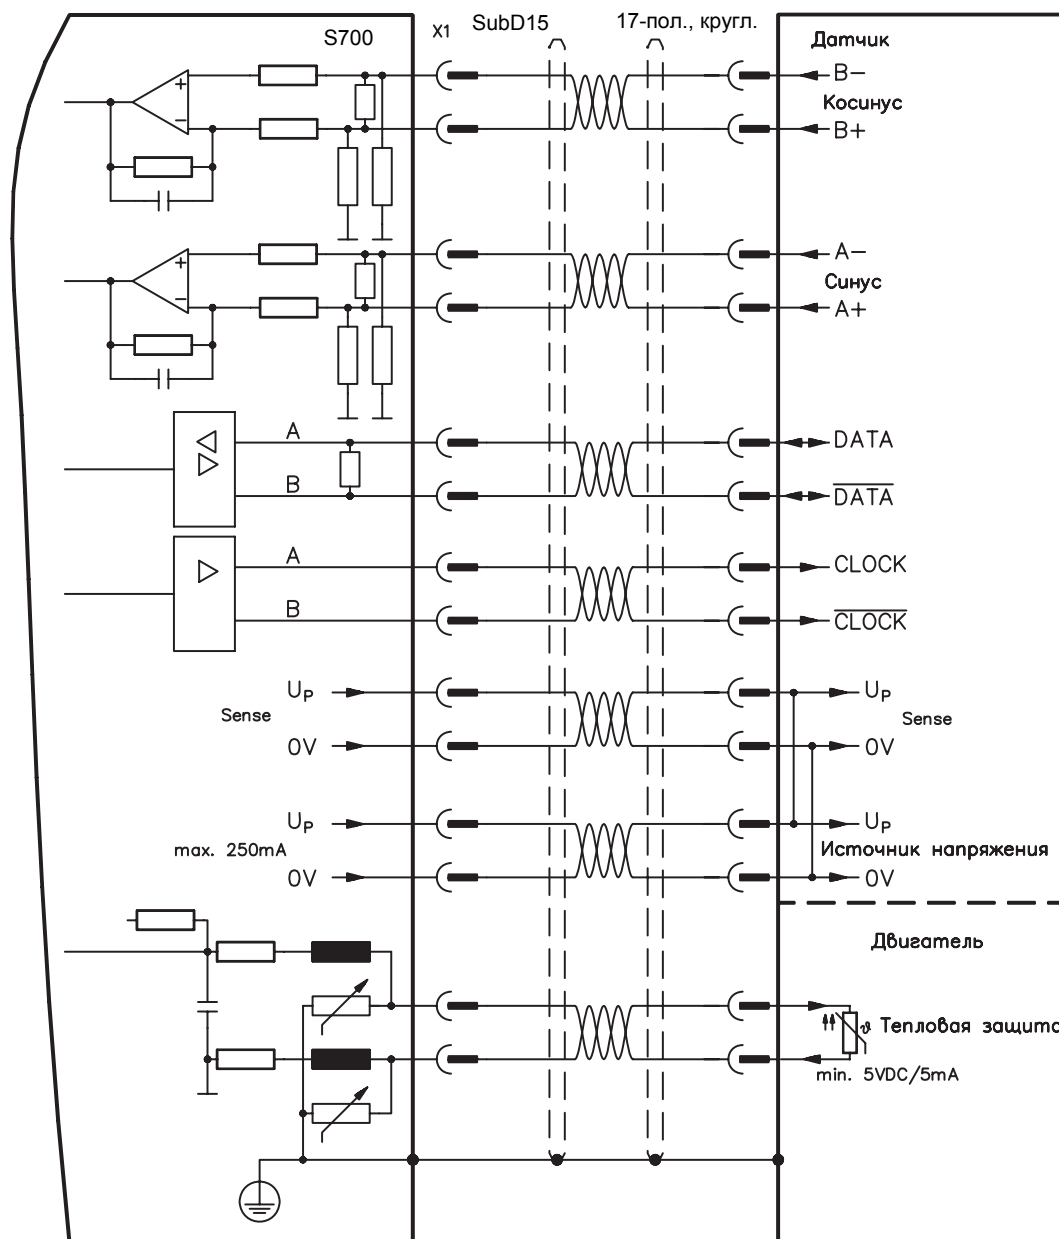 S700 X1 SubD15 17-пол., кругл.
Датчик
+ B−
Косинус
− B+
+ A−
Синус
− A+
A DATA
B DATA
A CLOCK
B CLOCK
UP UP
Sense Sense
0V 0V
UP UP
max. 250mA Источник напряжения
0V 0V
Двигатель
ϑ Тепловая защита
min. 5VDC/5mA